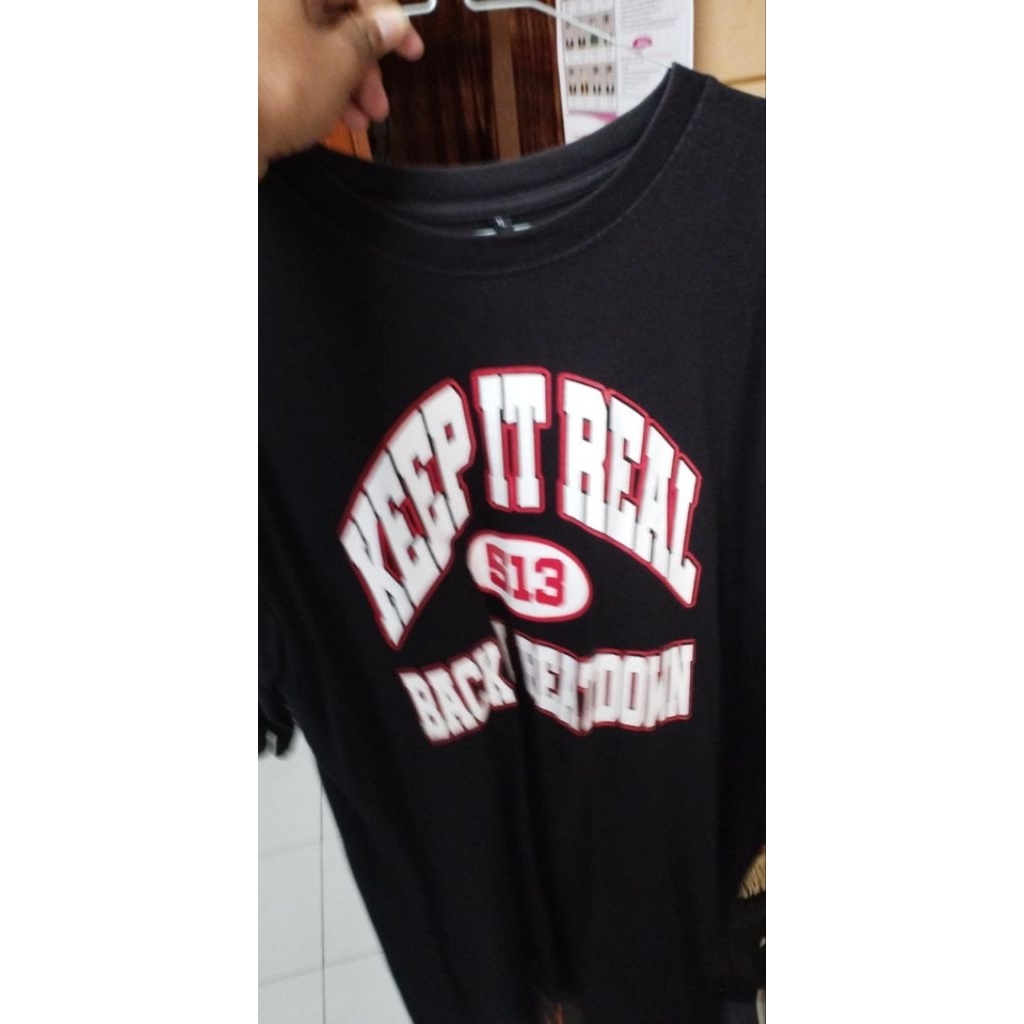 KEEP IT REAL
513
BACK BEATDOWN